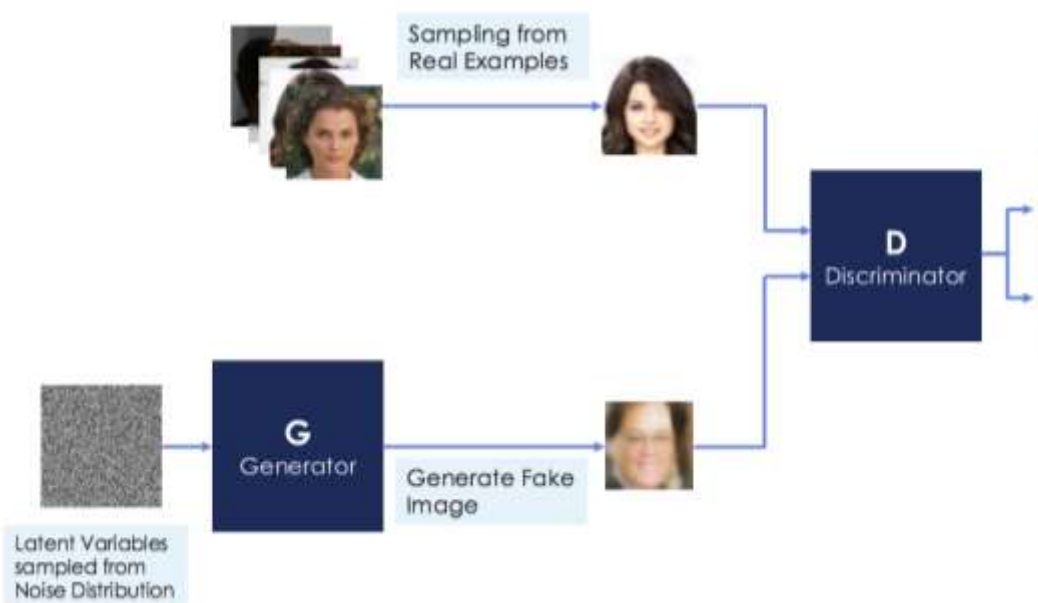 Sampling from
Real Examples
D
Discriminator
G
Generator
Generate Fake
Image
Latent Variables
sampled from
Noise Distribution